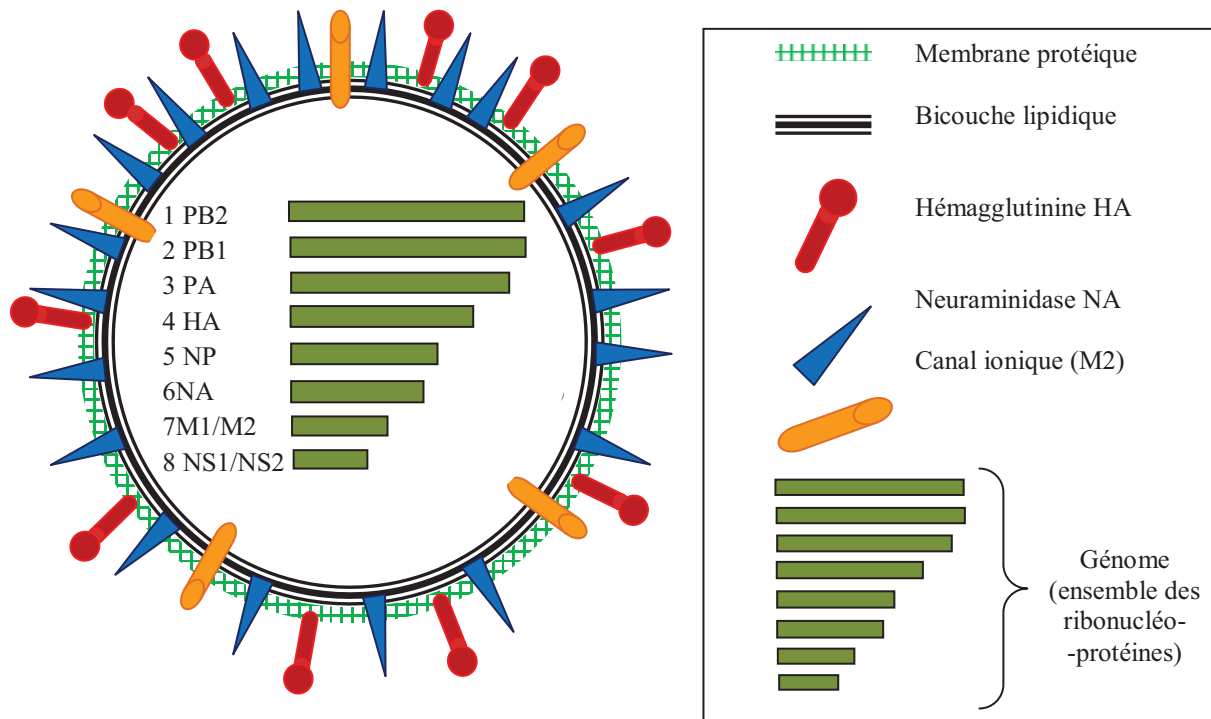 1 PB2
2 PB1
3 PA
4 HA
5 NP
6NA
7M1/M2
8 NS1/NS2
Membrane protéique
Bicouche lipidique
Hémagglutinine HA
Neuraminidase NA
Canal ionique (M2)
Génome
(ensemble des
ribonucléo-
-protéines)